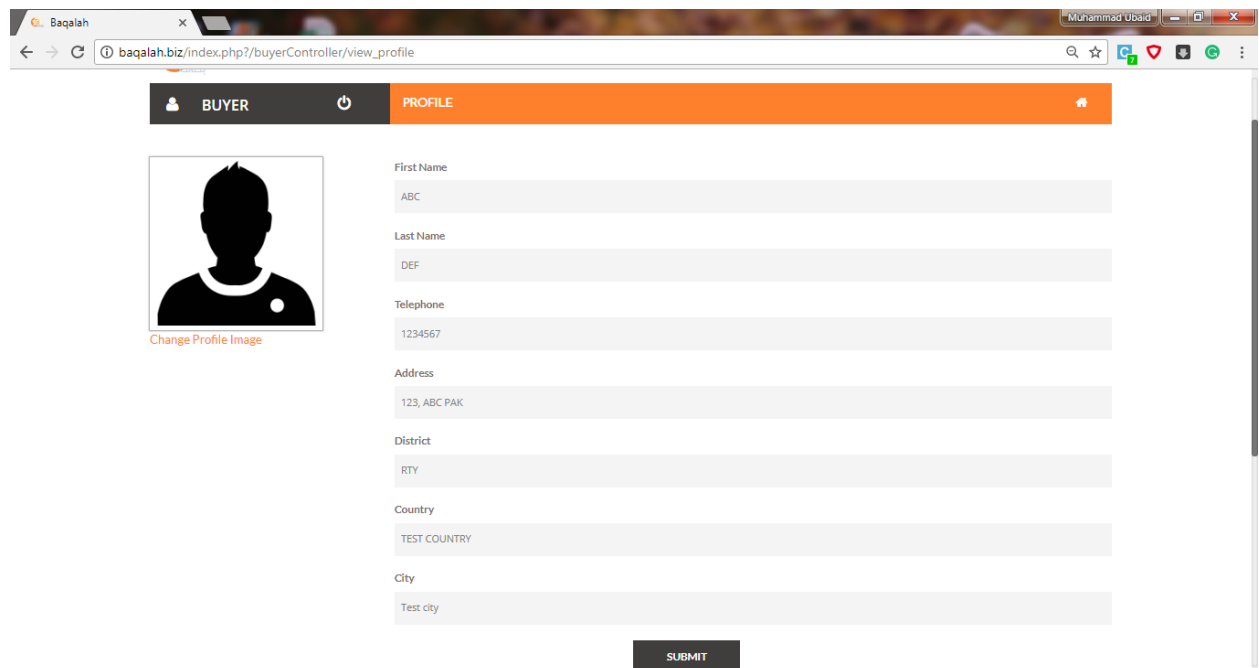 Baqalah
Muhammad Ubaid
baqalah.biz/index.php?/buyerController/view_profile
7
BUYER
PROFILE
First Name
ABC
Last Name
DEF
Telephone
1234567
Change Profile Image
Address
123, ABC PAK
District
RTY
Country
TEST COUNTRY
City
Test city
SUBMIT